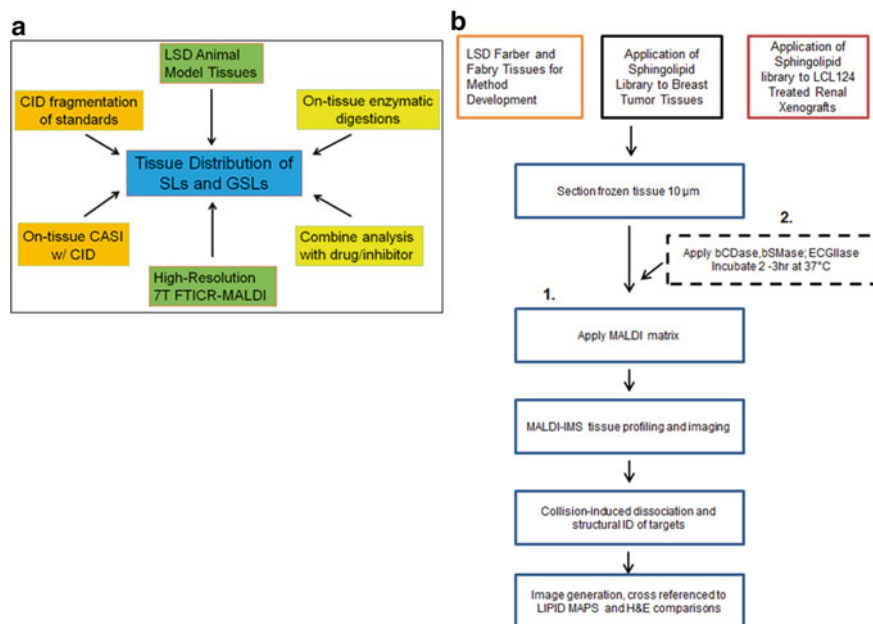 a
LSD Animal
Model Tissues
CID fragmentation
of standards
On-tissue enzymatic
digestions
Tissue Distribution of
SLs and GSLs
On-tissue CASI
w/ CID
Combine analysis
with drug/inhibitor
High-Resolution
7T FTICR-MALDI
b
LSD Farber and
Fabry Tissues for
Method
Development
Application of
Sphingolipid
Library to Breast
Tumor Tissues
Application of
Sphingolipid
library to LCL124
Treated Renal
Xenografts
Section frozen tissue 10 µm
2.
Apply bCDase,bSMase; ECGIIase
Incubate 2 -3hr at 37°C
1.
Apply MALDI matrix
MALDI-IMS tissue profiling and imaging
Collision-induced dissociation and
structural ID of targets
Image generation, cross referenced to
LIPID MAPS and H&E comparisons